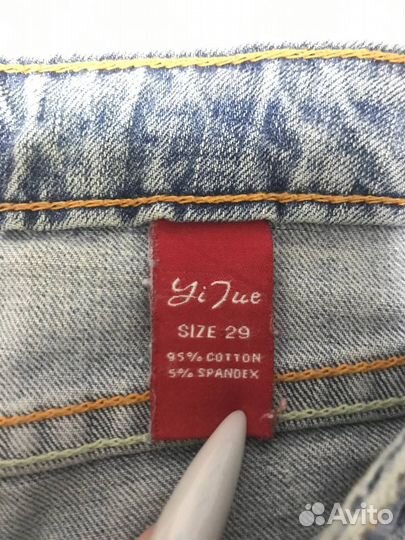 Yi Jue
SIZE 29
95% COTTON
5% SPANDEX
Avito